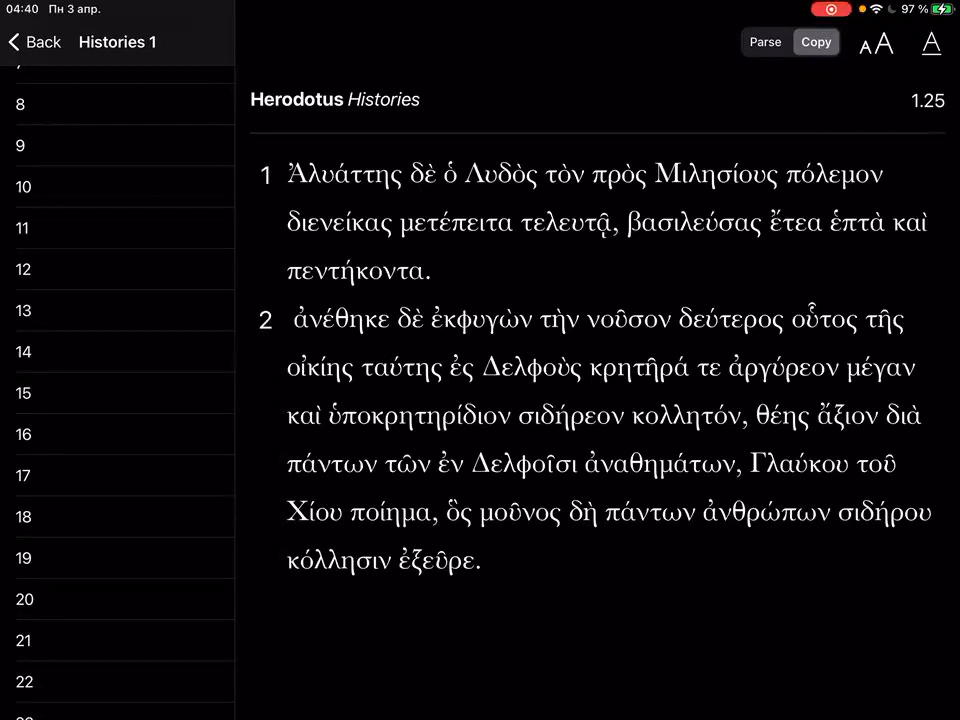 04:40 Пн 3 апр. 97 %
Back Histories 1 Parse Copy AA A
8
9
10
11
12
13
14
15
16
17
18
19
20
21
22
Herodotus Histories 1.25
1 Ἀλυάττης δὲ ὁ Λυδὸς τὸν πρὸς Μιλησίους πόλεμον
διενείκας μετέπειτα τελευτᾷ, βασιλεύσας ἔτεα ἑπτὰ καὶ
πεντήκοντα.
2 ἀνέθηκε δὲ ἐκφυγὼν τὴν νοῦσον δεύτερος οὗτος τῆς
οἰκίης ταύτης ἐς Δελφοὺς κρητῆρά τε ἀργύρεον μέγαν
καὶ ὑποκρητηρίδιον σιδήρεον κολλητόν, θέης ἄξιον διὰ
πάντων τῶν ἐν Δελφοῖσι ἀναθημάτων, Γλαύκου τοῦ
Χίου ποίημα, ὃς μοῦνος δὴ πάντων ἀνθρώπων σιδήρου
κόλλησιν ἐξεῦρε.